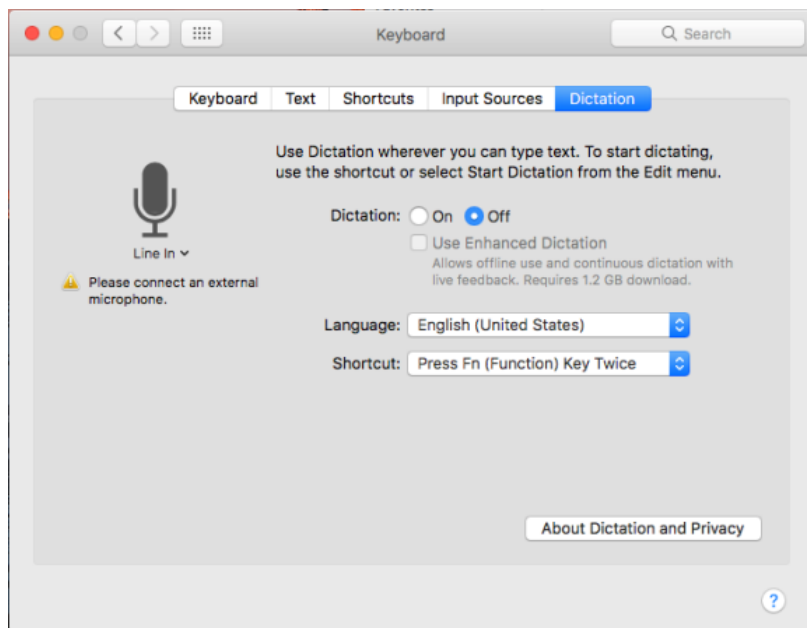 Keyboard
Search
Keyboard
Text
Shortcuts
Input Sources
Dictation
Use Dictation wherever you can type text. To start dictating,
use the shortcut or select Start Dictation from the Edit menu.
Dictation: On Off
Use Enhanced Dictation
Allows offline use and continuous dictation with
live feedback. Requires 1.2 GB download.
Line In
Please connect an external
microphone.
Language: English (United States)
Shortcut: Press Fn (Function) Key Twice
About Dictation and Privacy
?